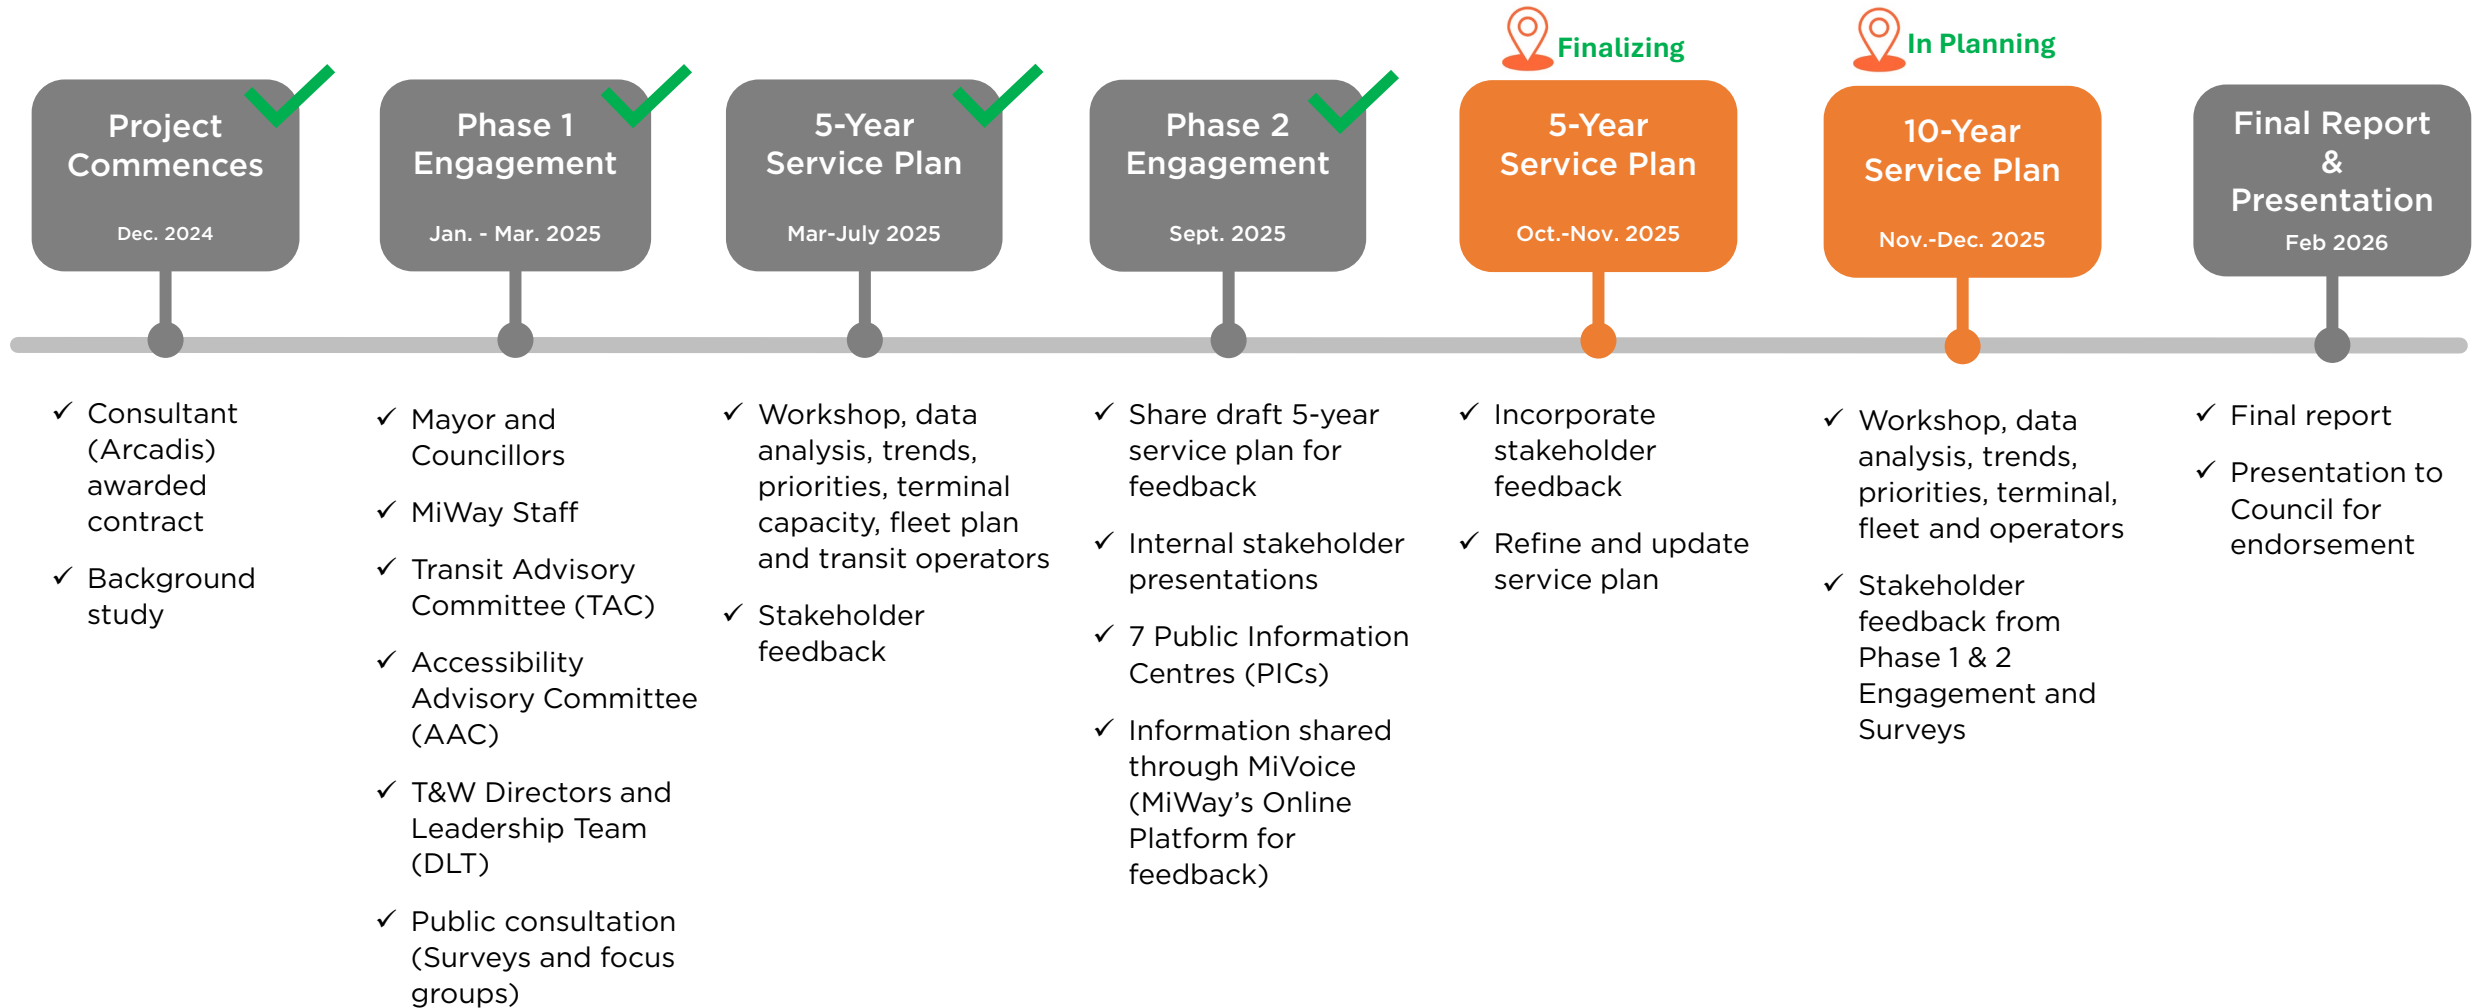 Finalizing
In Planning
Project
Commences
Dec. 2024
Phase 1
Engagement
Jan. - Mar. 2025
5-Year
Service Plan
Mar-July 2025
Phase 2
Engagement
Sept. 2025
5-Year
Service Plan
Oct.-Nov. 2025
10-Year
Service Plan
Nov.-Dec. 2025
Final Report
&
Presentation
Feb 2026
✓ Consultant
(Arcadis)
awarded
contract
✓ Background
study
✓ Mayor and
Councillors
✓ MiWay Staff
✓ Transit Advisory
Committee (TAC)
✓ Accessibility
Advisory Committee
(AAC)
✓ T&W Directors and
Leadership Team
(DLT)
✓ Public consultation
(Surveys and focus
groups)
✓ Workshop, data
analysis, trends,
priorities, terminal
capacity, fleet plan
and transit operators
✓ Stakeholder
feedback
✓ Share draft 5-year
service plan for
feedback
✓ Internal stakeholder
presentations
✓ 7 Public Information
Centres (PICs)
✓ Information shared
through MiVoice
(MiWay’s Online
Platform for
feedback)
✓ Incorporate
stakeholder
feedback
✓ Refine and update
service plan
✓ Workshop, data
analysis, trends,
priorities, terminal,
fleet and operators
✓ Stakeholder
feedback from
Phase 1 & 2
Engagement and
Surveys
✓ Final report
✓ Presentation to
Council for
endorsement